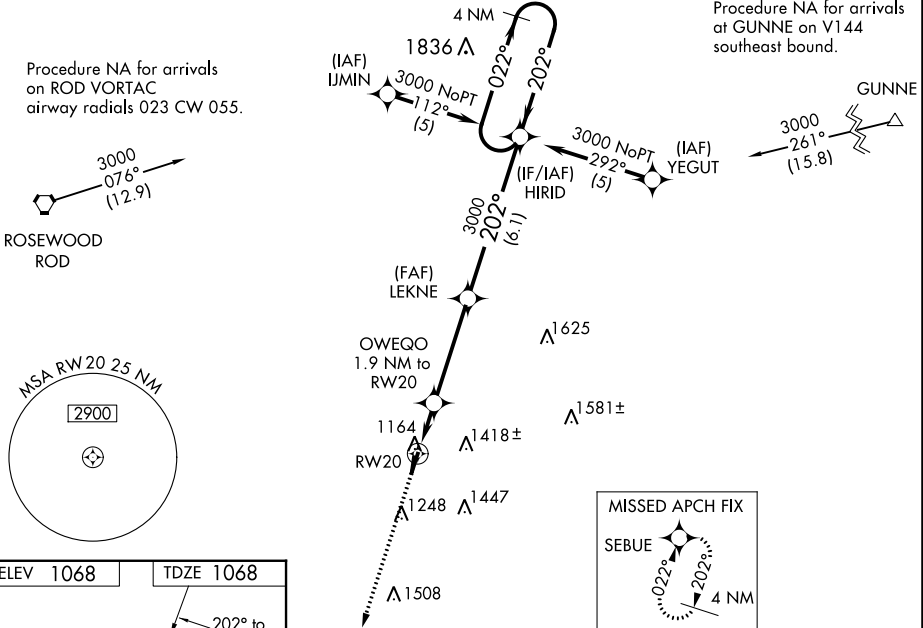 Procedure NA for arrivals
on ROD VORTAC
airway radials 023 CW 055.
3000
076°
(12.9)
ROSEWOOD
ROD
4 NM
1836
(IAF)
IJMIN
3000 NoPT
112°
(5)
022°
202°
Procedure NA for arrivals
at GUNNE on V144
southeast bound.
GUNNE
3000
261°
(15.8)
3000 NoPT
292°
(5)
(IAF)
YEGUT
(IF/IAF)
HIRID
3000
202°
(6.1)
(FAF)
LEKNE
OWEQO
1.9 NM to
RW20
1625
1581±
1164
1418±
RW20
1248
1447
1508
MSA RW20 25 NM
2900
MISSED APCH FIX
SEBUE
022°
202°
4 NM
ELEV 1068
TDZE 1068
202° to